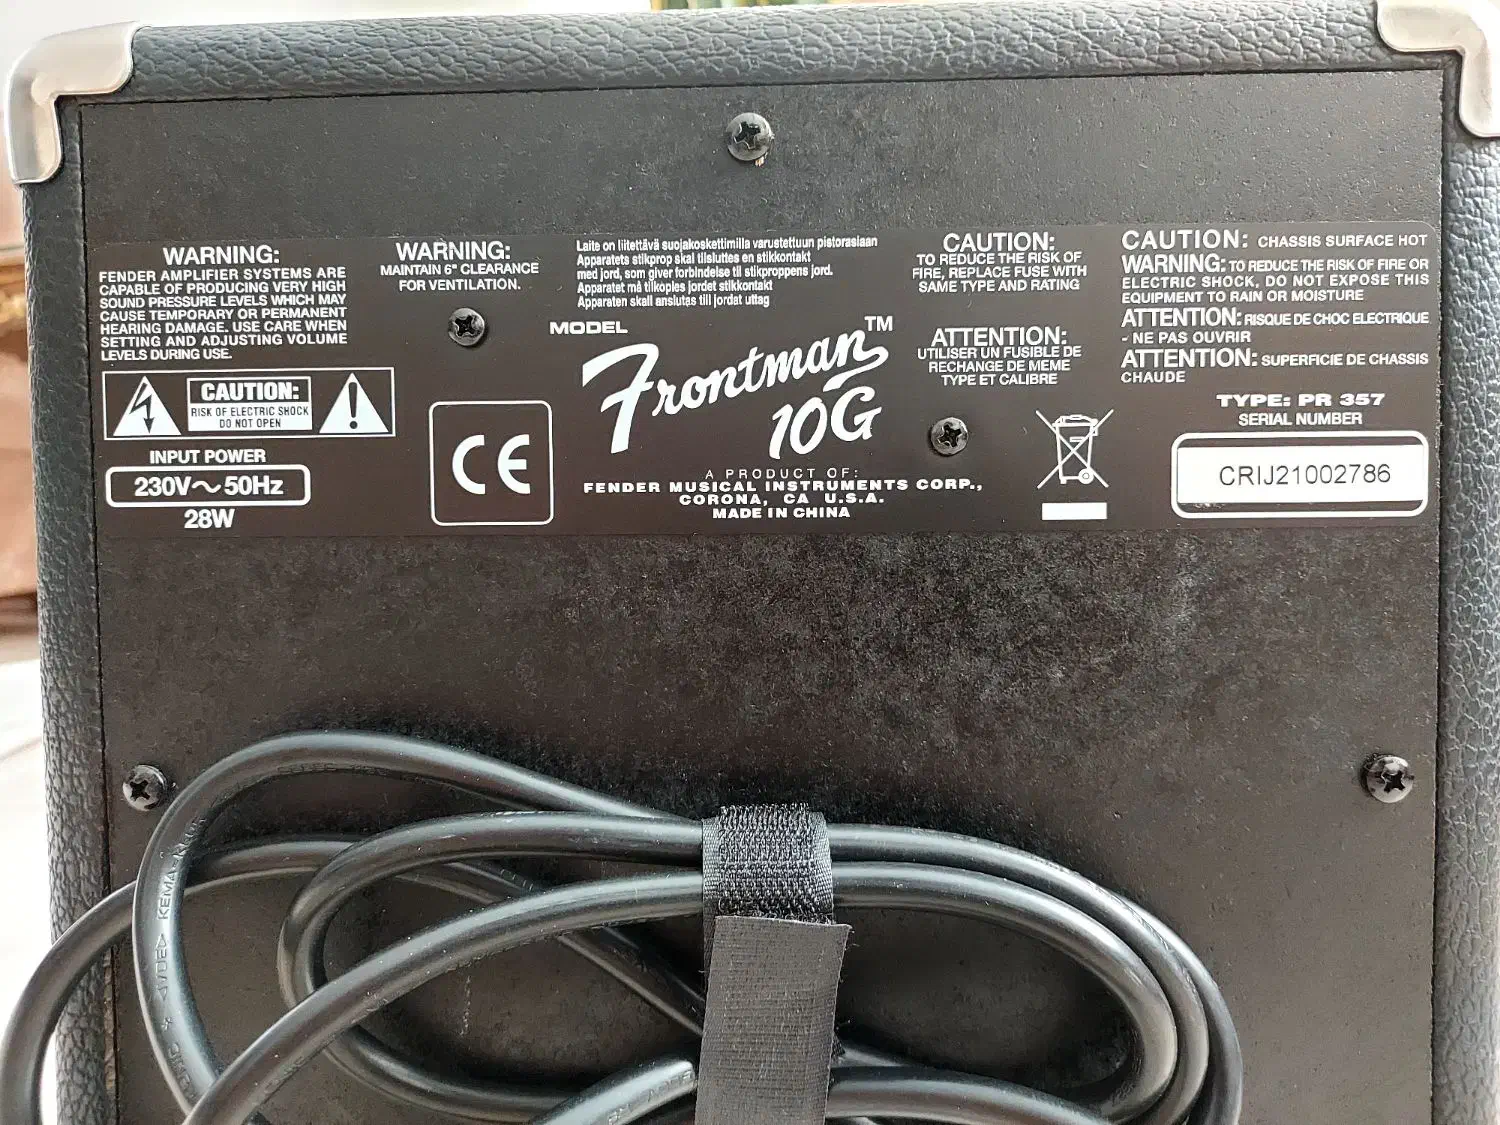 WARNING:
FENDER AMPLIFIER SYSTEMS ARE
CAPABLE OF PRODUCING VERY HIGH
SOUND PRESSURE LEVELS WHICH MAY
CAUSE TEMPORARY OR PERMANENT
HEARING DAMAGE. USE CARE WHEN
SETTING AND ADJUSTING VOLUME
LEVELS DURING USE.
CAUTION:
RISK OF ELECTRIC SHOCK
DO NOT OPEN
INPUT POWER
230V～50Hz
28W
WARNING:
MAINTAIN 6" CLEARANCE
FOR VENTILATION.
CE
Laite on liitettävä suojakoskettimilla varustettuun pistorasiaan
Apparatets stikprop skal tilsluttes en stikkontakt
med jord, som giver forbindelse til stikproppens jord.
Apparatet må tilkoples jordet stikkontakt
Apparaten skall anslutas till jordat uttag
MODEL
Frontman™
10G
A PRODUCT OF:
FENDER MUSICAL INSTRUMENTS CORP.,
CORONA, CA U.S.A.
MADE IN CHINA
CAUTION:
TO REDUCE THE RISK OF
FIRE, REPLACE FUSE WITH
SAME TYPE AND RATING
ATTENTION:
UTILISER UN FUSIBLE DE
RECHANGE DE MEME
TYPE ET CALIBRE
CAUTION: CHASSIS SURFACE HOT
WARNING: TO REDUCE THE RISK OF FIRE OR
ELECTRIC SHOCK, DO NOT EXPOSE THIS
EQUIPMENT TO RAIN OR MOISTURE
ATTENTION: RISQUE DE CHOC ELECTRIQUE
- NE PAS OUVRIR
ATTENTION: SUPERFICIE DE CHASSIS
CHAUDE
TYPE: PR 357
SERIAL NUMBER
CRIJ21002786
KEMA-KEUR